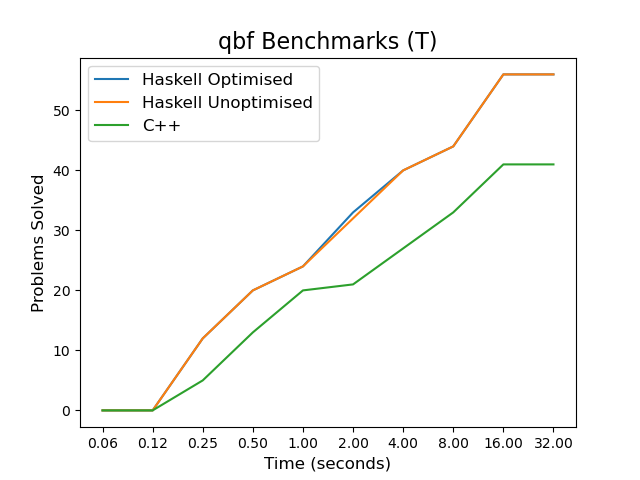 qbf Benchmarks (T)
Haskell Optimised
Haskell Unoptimised
C++
Problems Solved
50
40
30
20
10
0
0.06 0.12 0.25 0.50 1.00 2.00 4.00 8.00 16.00 32.00
Time (seconds)